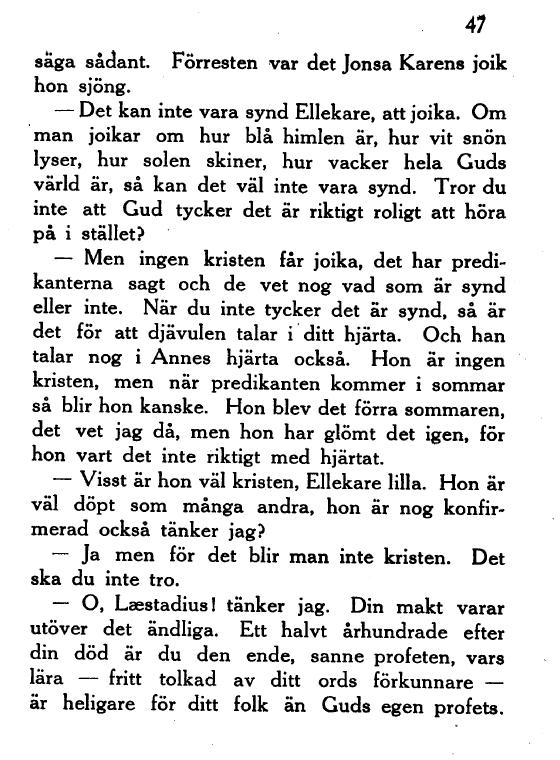 47
säga sådant. Förresten var det Jonsa Karens joik
hon sjöng.
— Det kan inte vara synd Ellekare, att joika. Om
man joikar om hur blå himlen är, hur vit snön
lyser, hur solen skiner, hur vacker hela Guds
värld är, så kan det väl inte vara synd. Tror du
inte att Gud tycker det är riktigt roligt att höra
på i stället?
— Men ingen kristen får joika, det har predi-
kanterna sagt och de vet nog vad som är synd
eller inte. När du inte tycker det är synd, så är
det för att djävulen talar i ditt hjärta. Och han
talar nog i Annes hjärta också. Hon är ingen
kristen, men när predikanten kommer i sommar
så blir hon kanske. Hon blev det förra sommaren,
det vet jag då, men hon har glömt det igen, för
hon vart det inte riktigt med hjärtat.
— Visst är hon väl kristen, Ellekare lilla. Hon är
väl döpt som många andra, hon är nog konfir-
merad också tänker jag?
— Ja men för det blir man inte kristen. Det
ska du inte tro.
— O, Læstadius! tänker jag. Din makt varar
utöver det ändliga. Ett halvt århundrade efter
din död är du den ende, sanne profeten, vars
lära — fritt tolkad av ditt ords förkunnare —
är heligare för ditt folk än Guds egen profets.